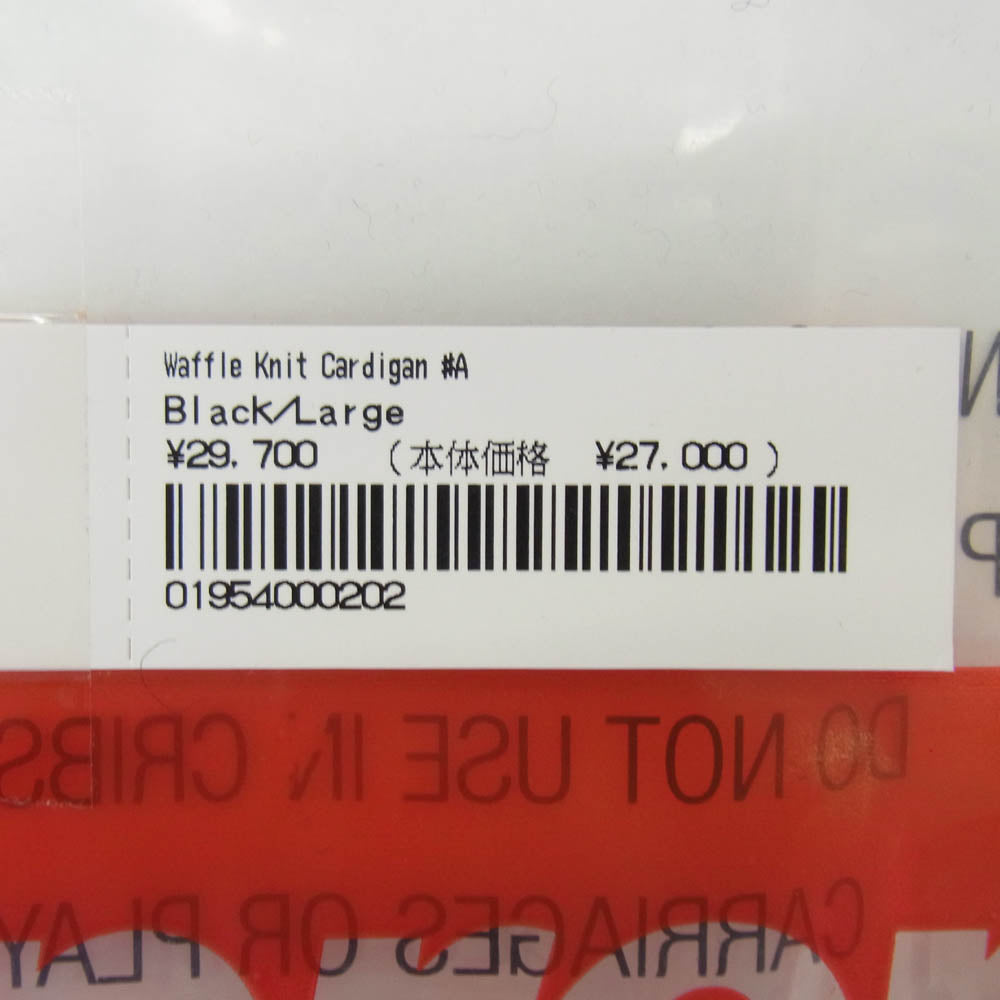 Waffle Knit Cardigan #A
Black/Large
¥29.700 (本体価格 ¥27.000)
01954000202
DO NOT USE IN CRIBS
CARRIAGES OR PLAY